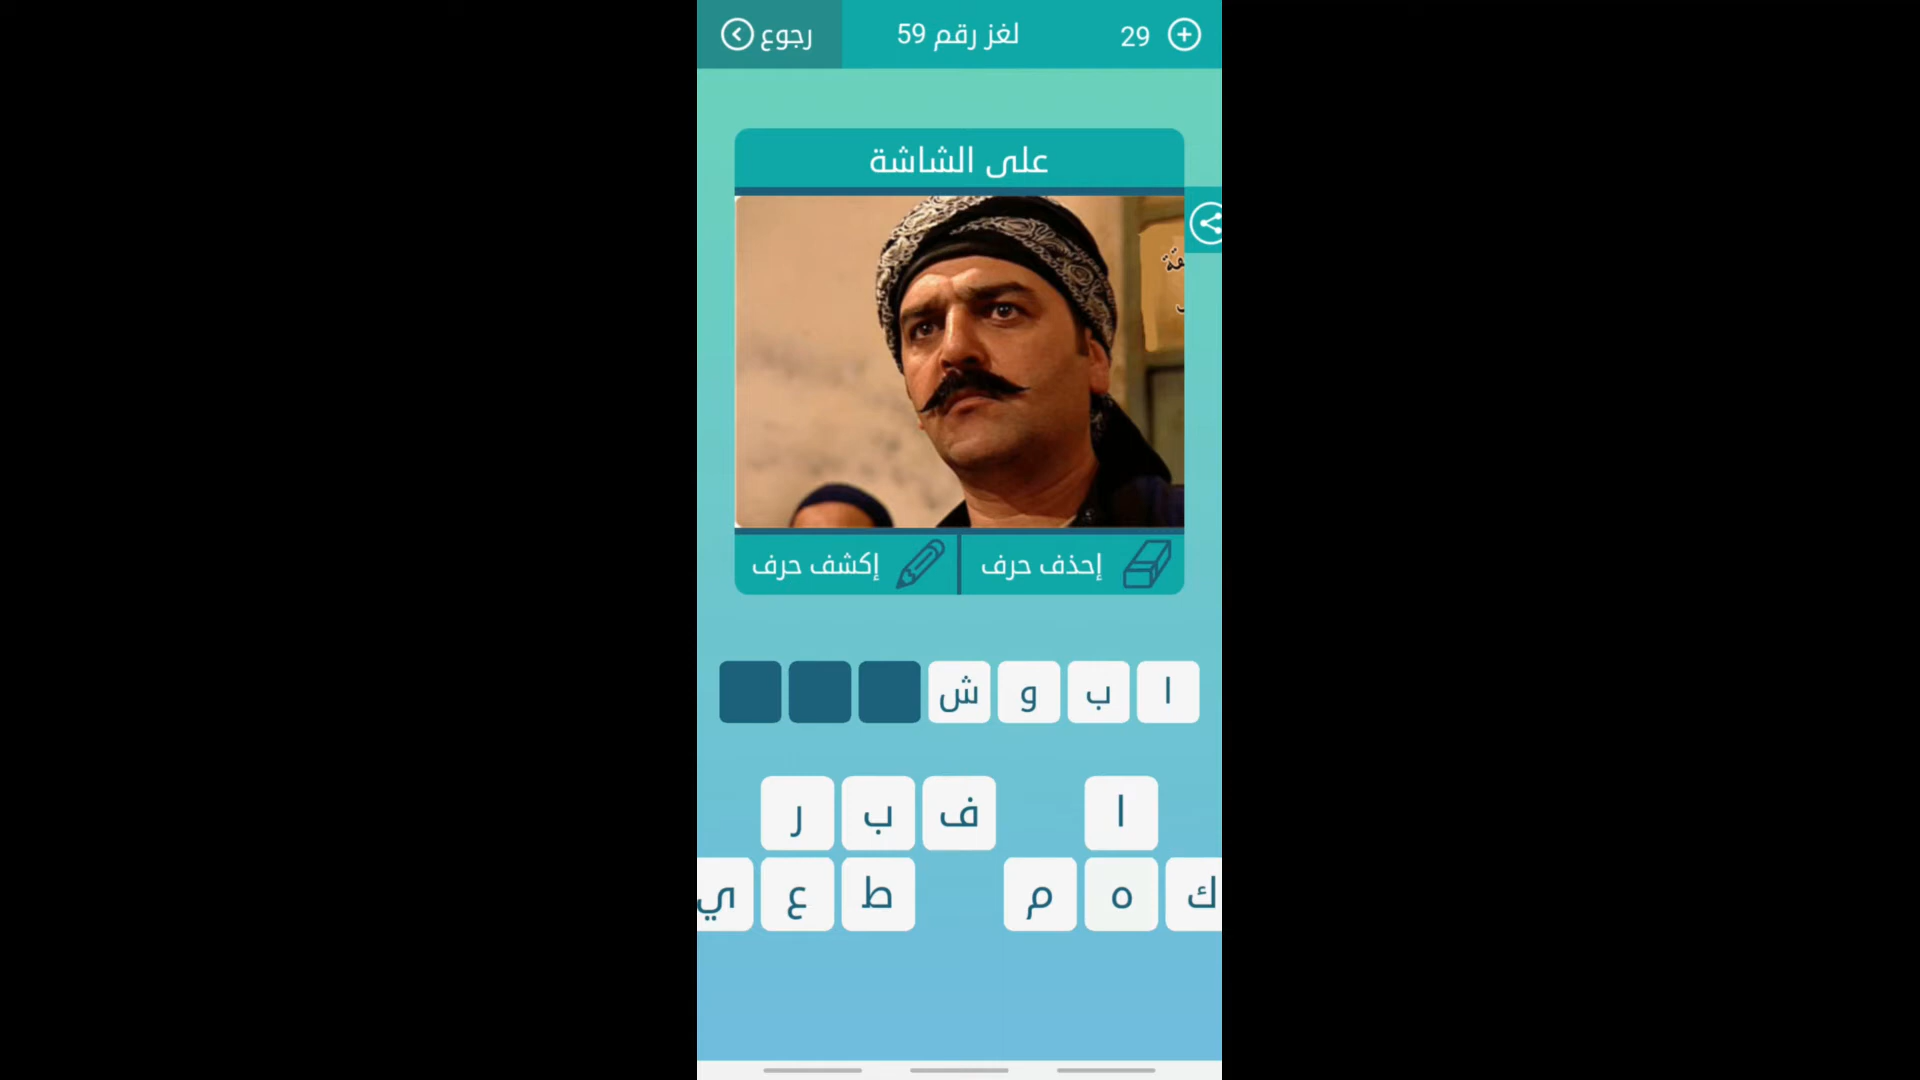 29 لغز رقم 59 رجوع
على الشاشة
إحذف حرف إكشف حرف
ا ب و ش
ا ف ب ر
ك ه م ط ع ي